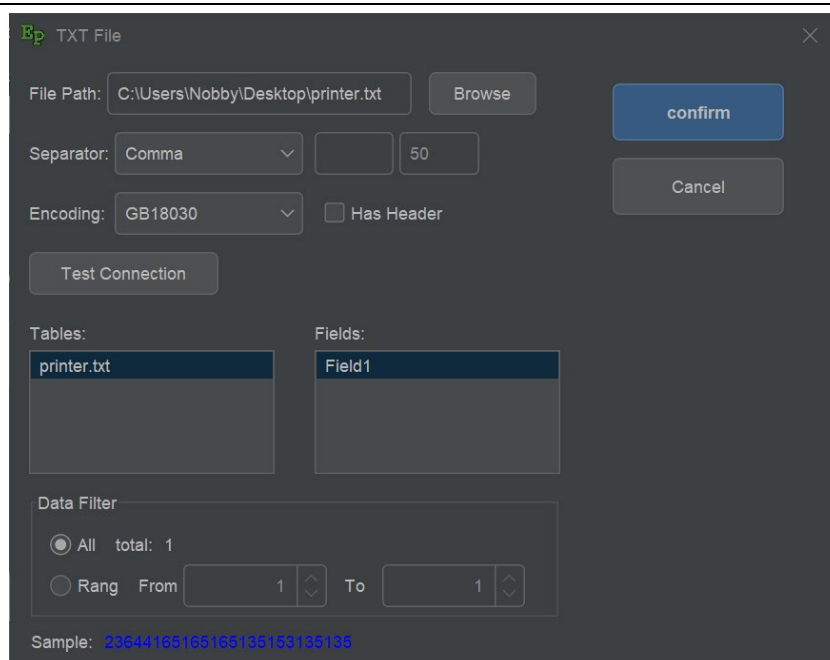 Ep TXT File
File Path: C:\Users\Nobby\Desktop\printer.txt Browse
confirm
Separator: Comma 50
Cancel
Encoding: GB18030 Has Header
Test Connection
Tables: Fields:
printer.txt Field1
Data Filter
All total: 1
Rang From 1 To 1
Sample: 23644165165165135153135135